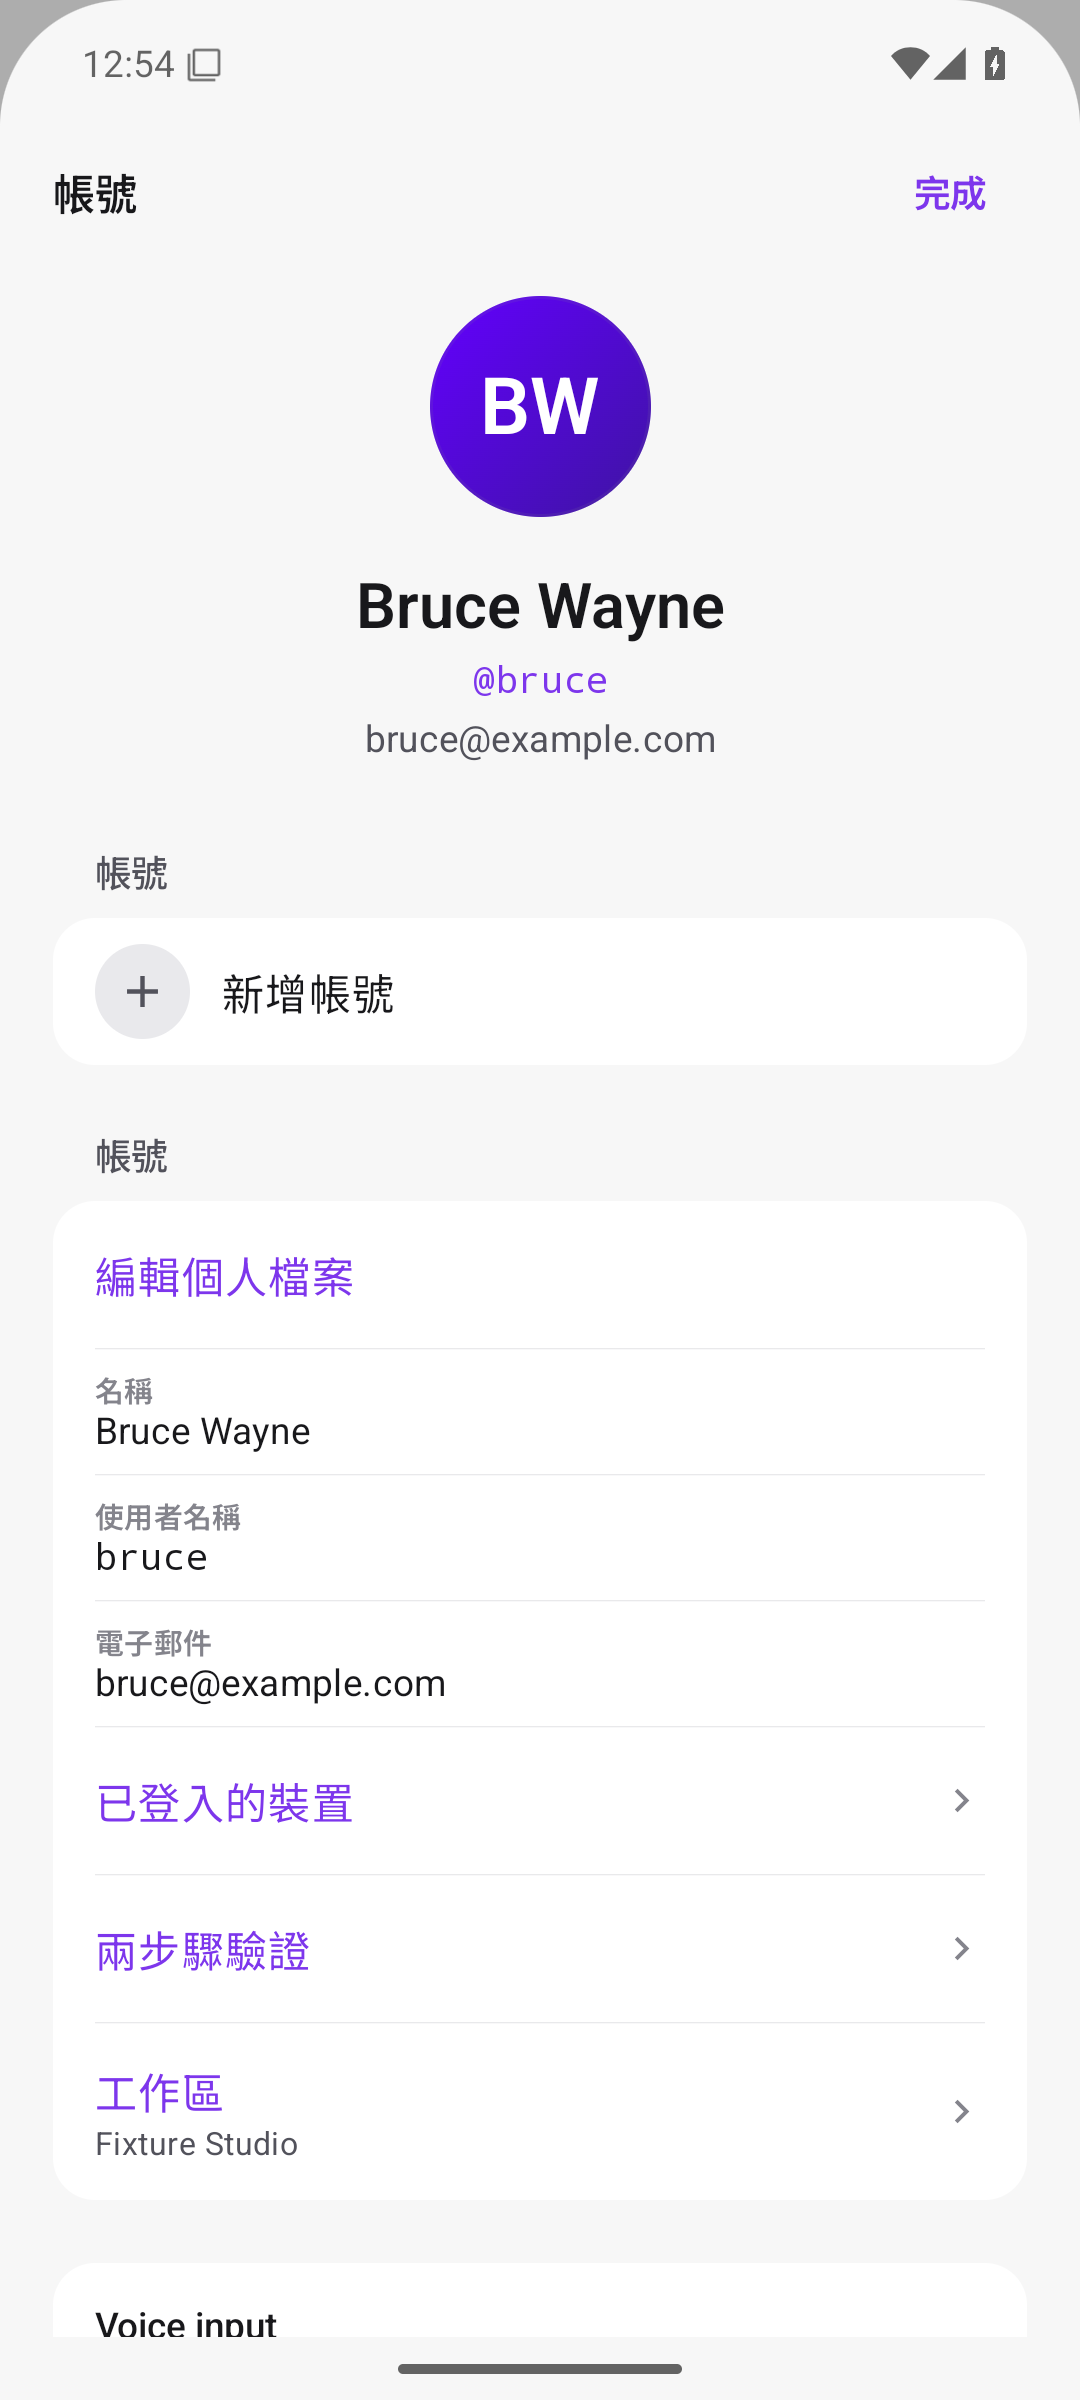 12:54
帳號
完成
BW
Bruce Wayne
@bruce
bruce@example.com
帳號
新增帳號
帳號
編輯個人檔案
名稱
Bruce Wayne
使用者名稱
bruce
電子郵件
bruce@example.com
已登入的裝置
兩步驟驗證
工作區
Fixture Studio
Voice input